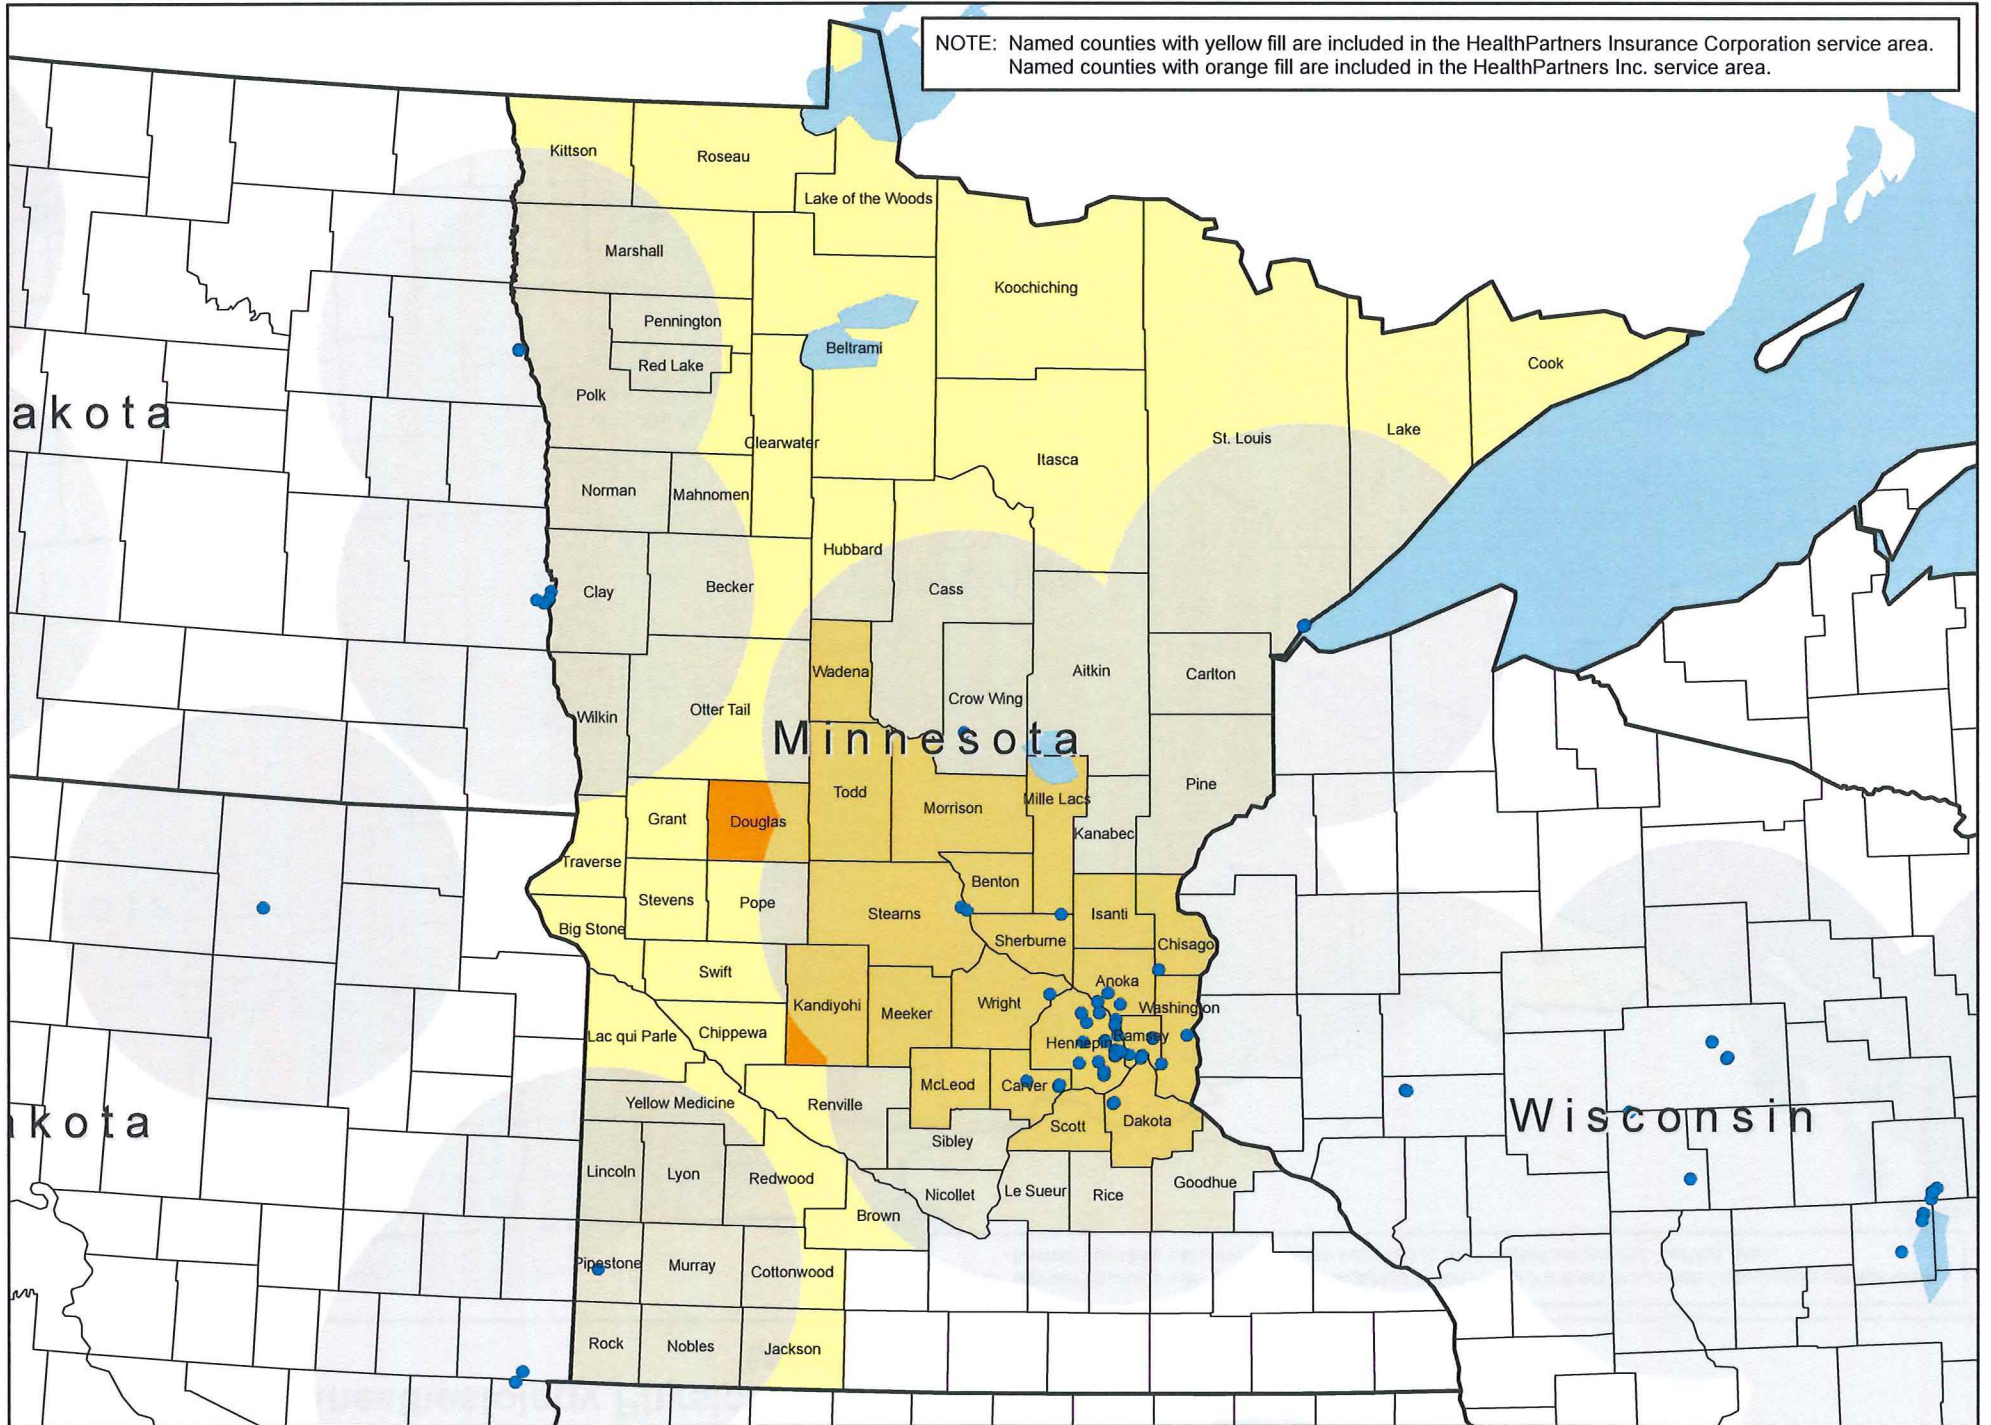 NOTE: Named counties with yellow fill are included in the HealthPartners Insurance Corporation service area.
Named counties with orange fill are included in the HealthPartners Inc. service area.
Kittson
Roseau
Lake of the Woods
Marshall
Koochiching
Pennington
Beltrami
Red Lake
Cook
Polk
akota
Clearwater
St. Louis
Lake
Itasca
Norman
Mahnomen
Hubbard
Clay
Becker
Cass
Wadena
Aitkin
Carlton
Crow Wing
Wilkin
Otter Tail
Minnesota
Pine
Todd
Mille Lacs
Morrison
Grant
Douglas
Kanabec
Traverse
Benton
Stevens
Pope
Stearns
Isanti
Big Stone
Sherburne
Chisago
Swift
Anoka
Kandiyohi
Wright
Washington
Meeker
Lac qui Parle
Chippewa
Ramsey
Hennepin
McLeod
Carver
Yellow Medicine
Renville
akota
Wisconsin
Scott
Dakota
Sibley
Lincoln
Lyon
Redwood
Nicollet
Le Sueur
Rice
Goodhue
Brown
Pipestone
Murray
Cottonwood
Rock
Nobles
Jackson